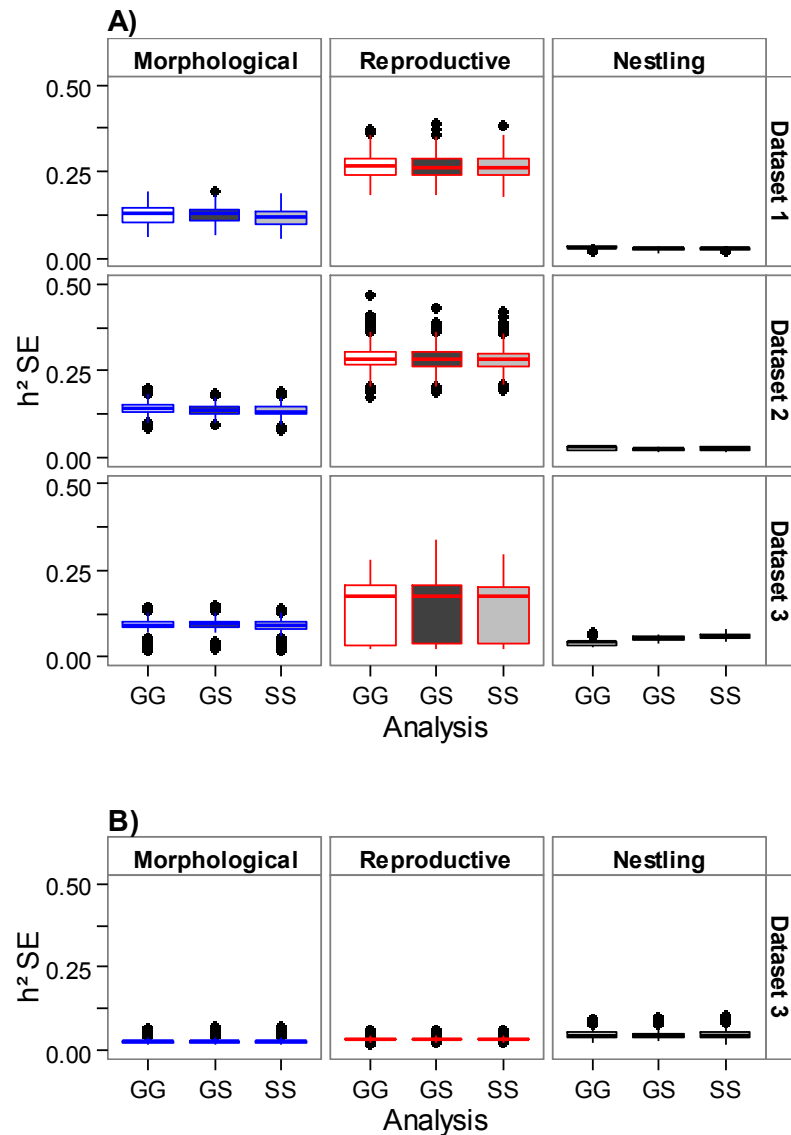 A)
Morphological Reproductive Nestling
0.50
0.25
0.00
Dataset 1
0.50
0.25
0.00
Dataset 2
0.50
0.25
0.00
Dataset 3
h² SE
GG GS SS GG GS SS GG GS SS
Analysis
B)
Morphological Reproductive Nestling
0.50
0.25
0.00
Dataset 3
h² SE
GG GS SS GG GS SS GG GS SS
Analysis